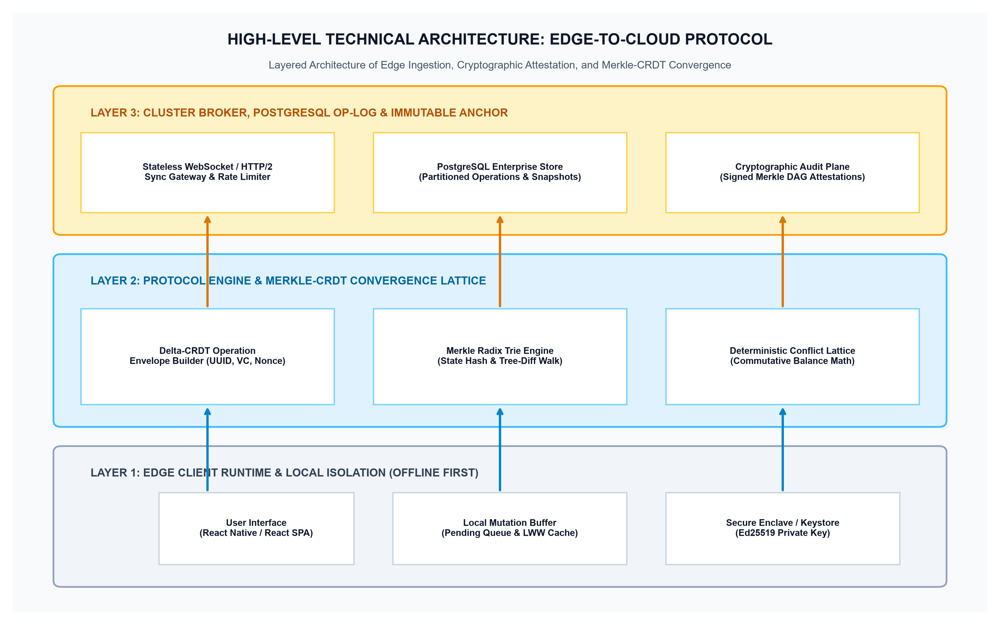 HIGH-LEVEL TECHNICAL ARCHITECTURE: EDGE-TO-CLOUD PROTOCOL
Layered Architecture of Edge Ingestion, Cryptographic Attestation, and Merkle-CRDT Convergence
LAYER 3: CLUSTER BROKER, POSTGRESQL OP-LOG & IMMUTABLE ANCHOR
Stateless WebSocket / HTTP/2
Sync Gateway & Rate Limiter
PostgreSQL Enterprise Store
(Partitioned Operations & Snapshots)
Cryptographic Audit Plane
(Signed Merkle DAG Attestations)
LAYER 2: PROTOCOL ENGINE & MERKLE-CRDT CONVERGENCE LATTICE
Delta-CRDT Operation
Envelope Builder (UUID, VC, Nonce)
Merkle Radix Trie Engine
(State Hash & Tree-Diff Walk)
Deterministic Conflict Lattice
(Commutative Balance Math)
LAYER 1: EDGE CLIENT RUNTIME & LOCAL ISOLATION (OFFLINE FIRST)
User Interface
(React Native / React SPA)
Local Mutation Buffer
(Pending Queue & LWW Cache)
Secure Enclave / Keystore
(Ed25519 Private Key)